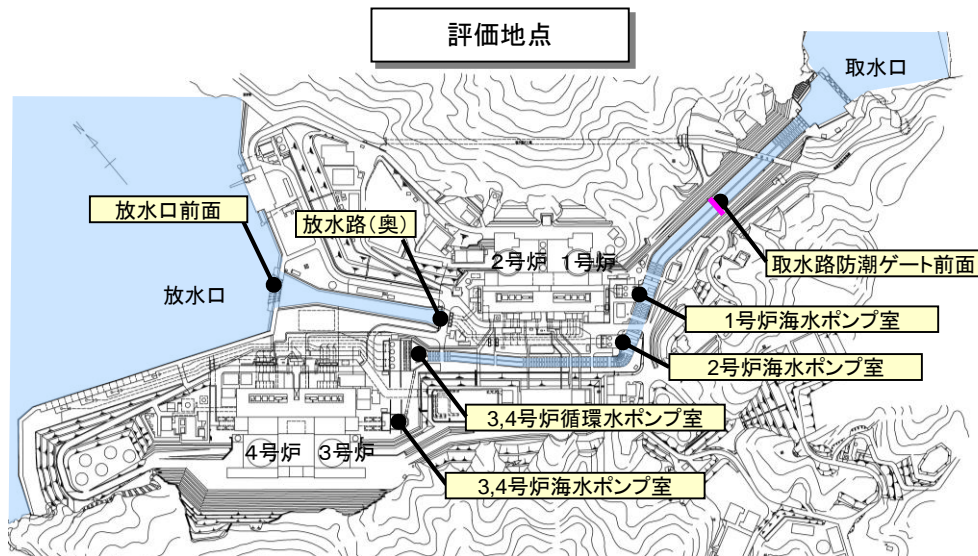 評価地点
取水口
放水口前面
放水路(奥)
2号炉
1号炉
取水路防潮ゲート前面
放水口
1号炉海水ポンプ室
2号炉海水ポンプ室
3,4号炉循環水ポンプ室
4号炉
3号炉
3,4号炉海水ポンプ室